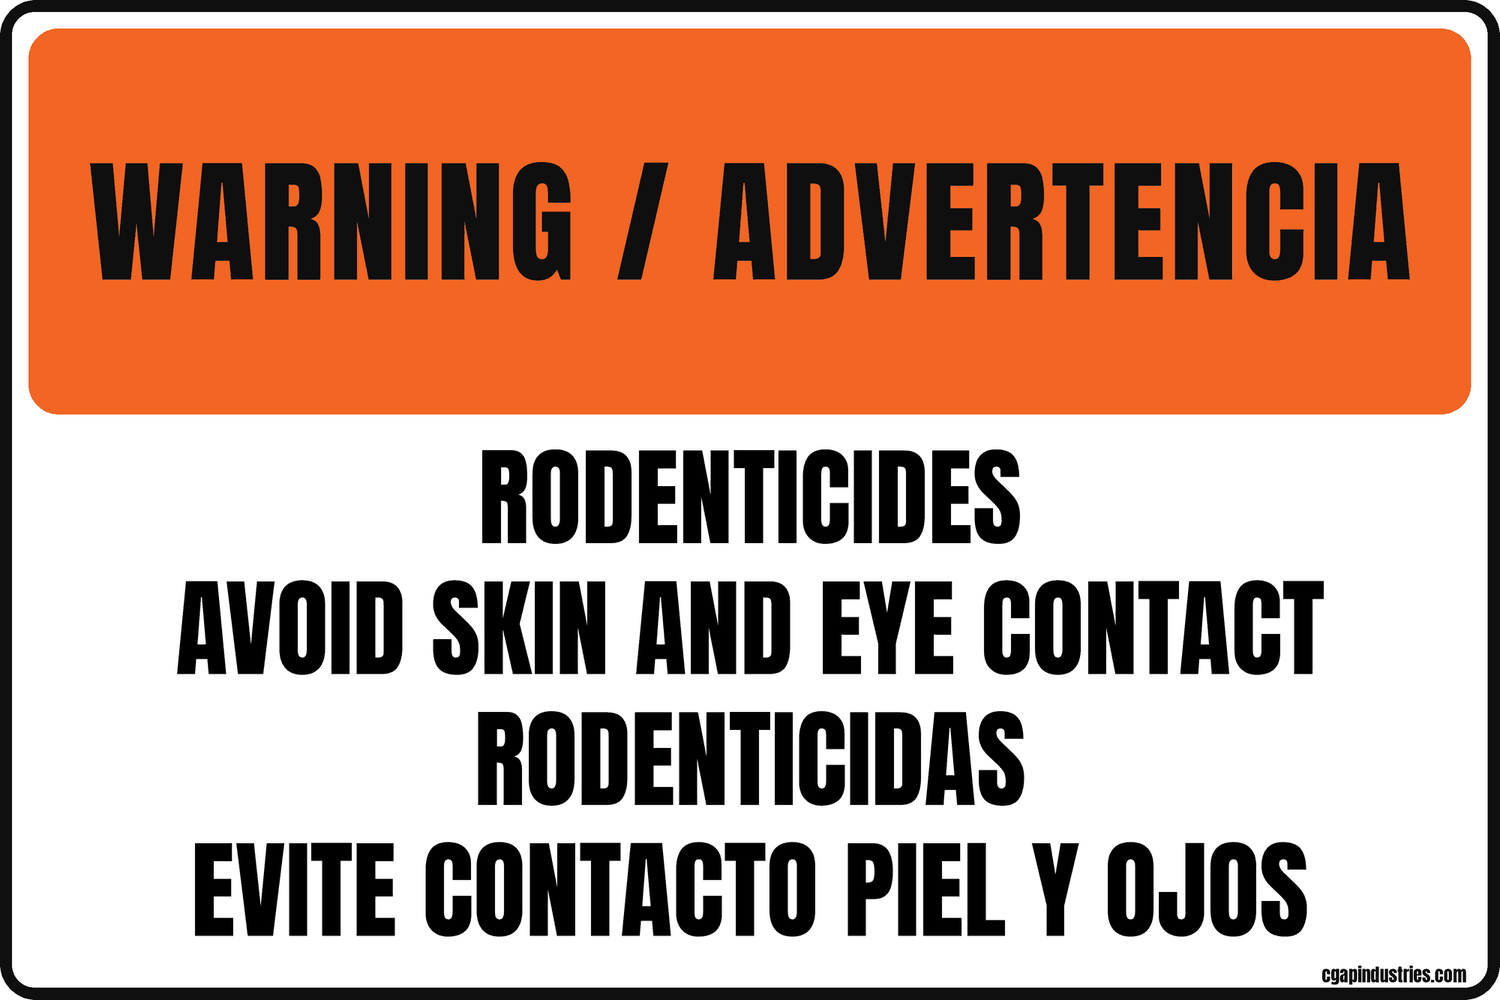 WARNING / ADVERTENCIA
RODENTICIDES
AVOID SKIN AND EYE CONTACT
RODENTICIDAS
EVITE CONTACTO PIEL Y OJOS
cgapindustries.com